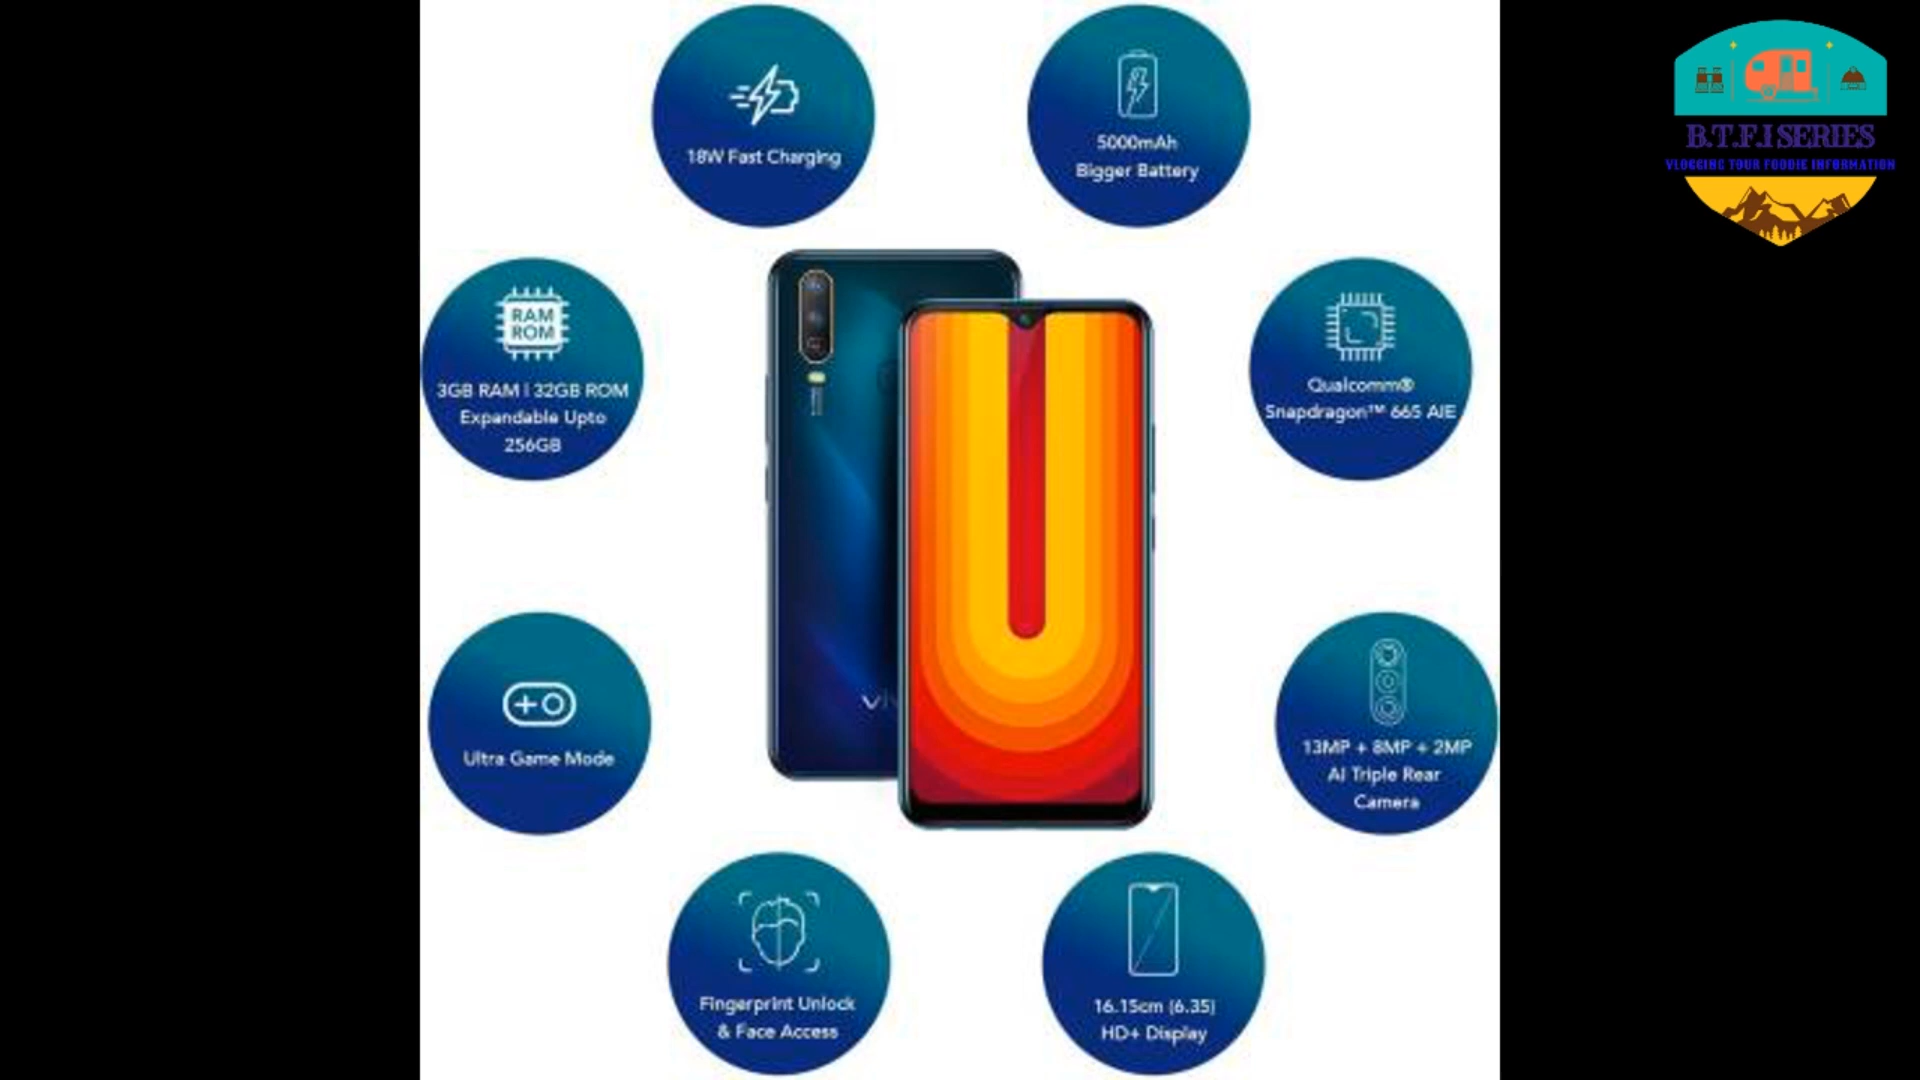 18W Fast Charging
5000mAh
Bigger Battery
B.T.F.I SERIES
VLOGGING TOUR FOODIE INFORMATION
RAM
ROM
3GB RAM | 32GB ROM
Expandable Upto
256GB
Qualcomm®
Snapdragon™ 665 AIE
Ultra Game Mode
13MP + 8MP + 2MP
AI Triple Rear
Camera
Fingerprint Unlock
& Face Access
16.15cm (6.35)
HD+ Display